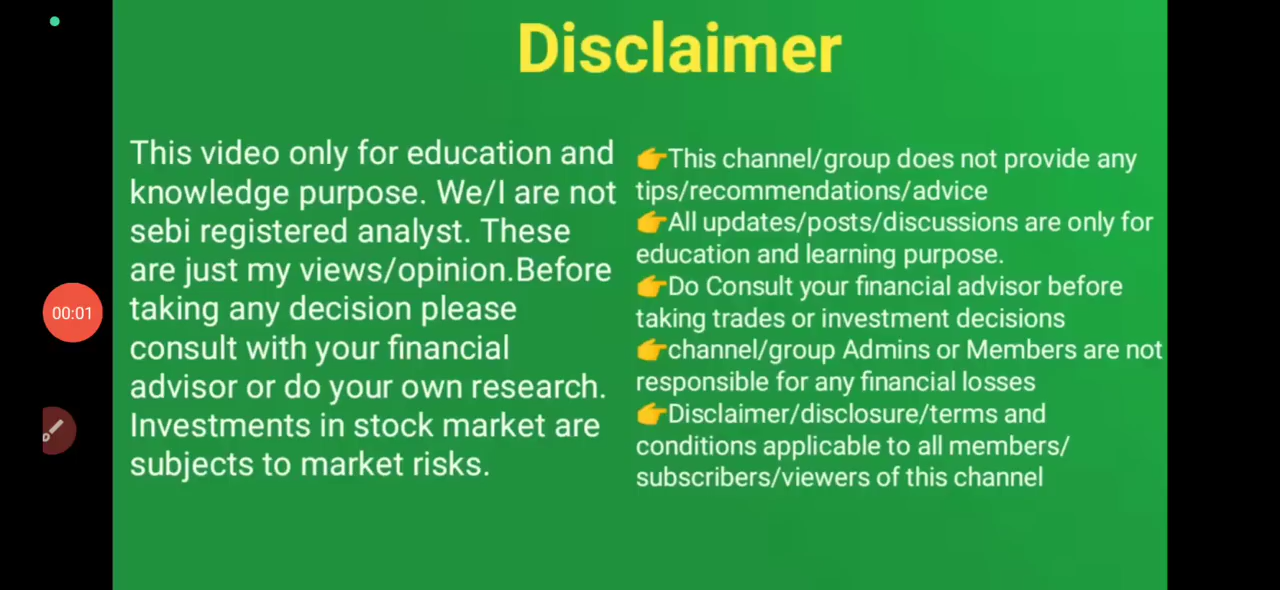 Disclaimer
This video only for education and
knowledge purpose. We/I are not
sebi registered analyst. These
are just my views/opinion.Before
taking any decision please
consult with your financial
advisor or do your own research.
Investments in stock market are
subjects to market risks.
👉This channel/group does not provide any
tips/recommendations/advice
👉All updates/posts/discussions are only for
education and learning purpose.
👉Do Consult your financial advisor before
taking trades or investment decisions
👉channel/group Admins or Members are not
responsible for any financial losses
👉Disclaimer/disclosure/terms and
conditions applicable to all members/
subscribers/viewers of this channel
00:01